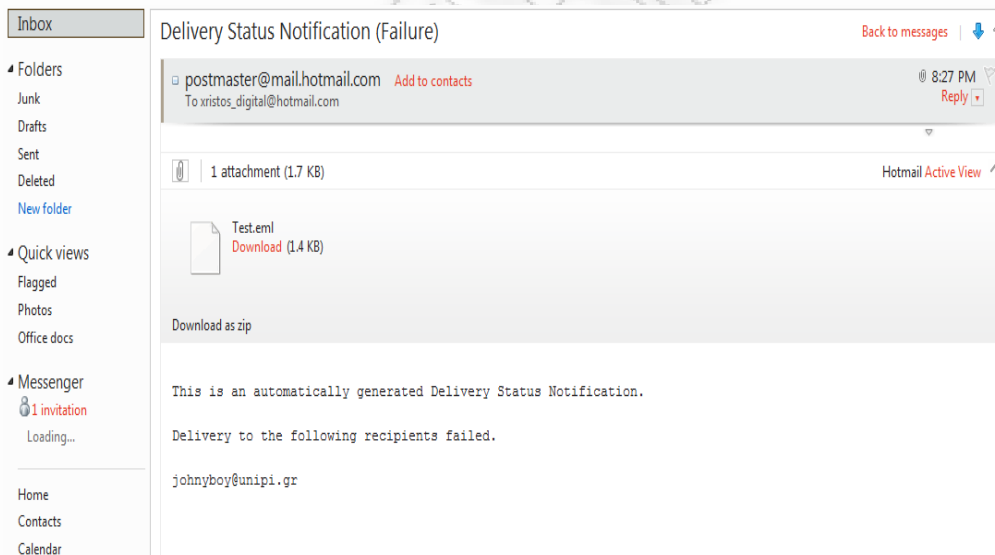 Inbox
Folders
Junk
Drafts
Sent
Deleted
New folder
Quick views
Flagged
Photos
Office docs
Messenger
1 invitation
Loading...
Home
Contacts
Calendar
Delivery Status Notification (Failure)
Back to messages
postmaster@mail.hotmail.com Add to contacts
8:27 PM
To xristos_digital@hotmail.com
Reply
1 attachment (1.7 KB)
Hotmail Active View
Test.eml
Download (1.4 KB)
Download as zip
This is an automatically generated Delivery Status Notification.
Delivery to the following recipients failed.
johnyboy@unipi.gr